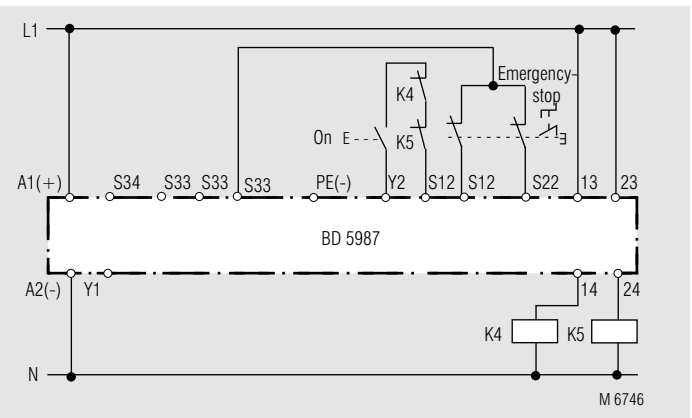 L1
Emergency-
stop
K4
On E K5
A1(+) S34 S33 S33 S33 PE(-) Y2 S12 S12 S22 13 23
BD 5987
A2(-) Y1 14 24
K4 K5
N
M 6746